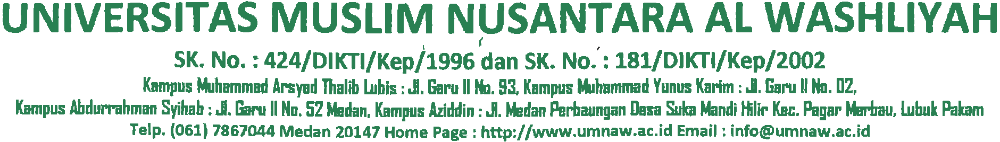 UNIVERSITAS MUSLIM NUSANTARA AL WASHLIYAH
SK. No. : 424/DIKTI/Kep/1996 dan SK. No. : 181/DIKTI/Kep/2002
Kampus Muhammad Arsyad Thalib Lubis : Jl. Garu II No. 93, Kampus Muhammad Yunus Karim : Jl. Garu II No. 02,
Kampus Abdurrahman Syihab : Jl. Garu II No. 52 Medan, Kampus Aziddin : Jl. Medan Perbaungan Desa Suka Mandi Hilir Kec. Pagar Merbau, Lubuk Pakam
Telp. (061) 7867044 Medan 20147 Home Page : http://www.umnaw.ac.id Email : info@umnaw.ac.id